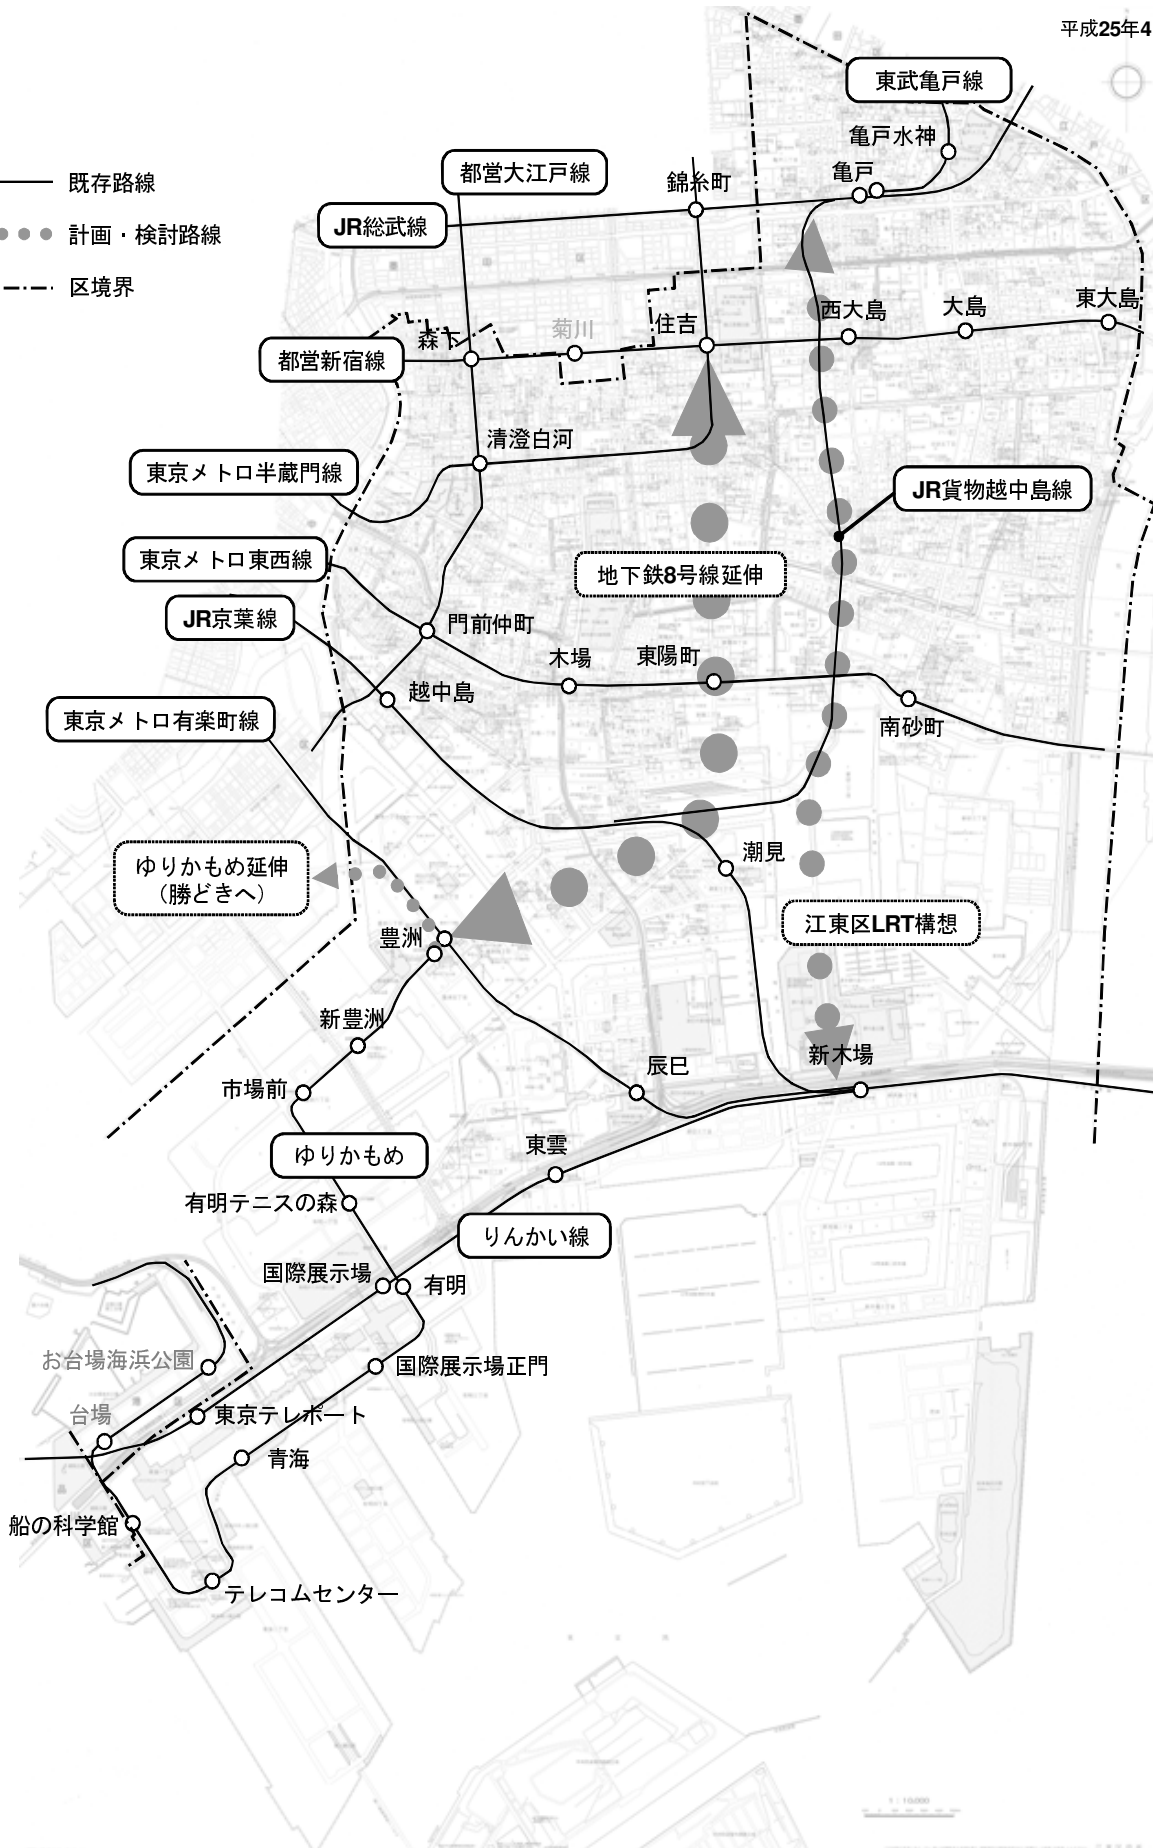 平成25年4
東武亀戸線
亀戸水神
亀戸
既存路線
都営大江戸線
錦糸町
JR総武線
計画・検討路線
区境界
西大島
大島
東大島
住吉
菊川
森下
都営新宿線
清澄白河
東京メトロ半蔵門線
JR貨物越中島線
東京メトロ東西線
地下鉄8号線延伸
JR京葉線
門前仲町
木場
東陽町
越中島
東京メトロ有楽町線
南砂町
潮見
ゆりかもめ延伸
（勝どきへ）
江東区LRT構想
豊洲
新豊洲
新木場
辰巳
市場前
東雲
ゆりかもめ
有明テニスの森
りんかい線
国際展示場
有明
お台場海浜公園
国際展示場正門
台場
東京テレポート
青海
船の科学館
テレコムセンター
1：10,000